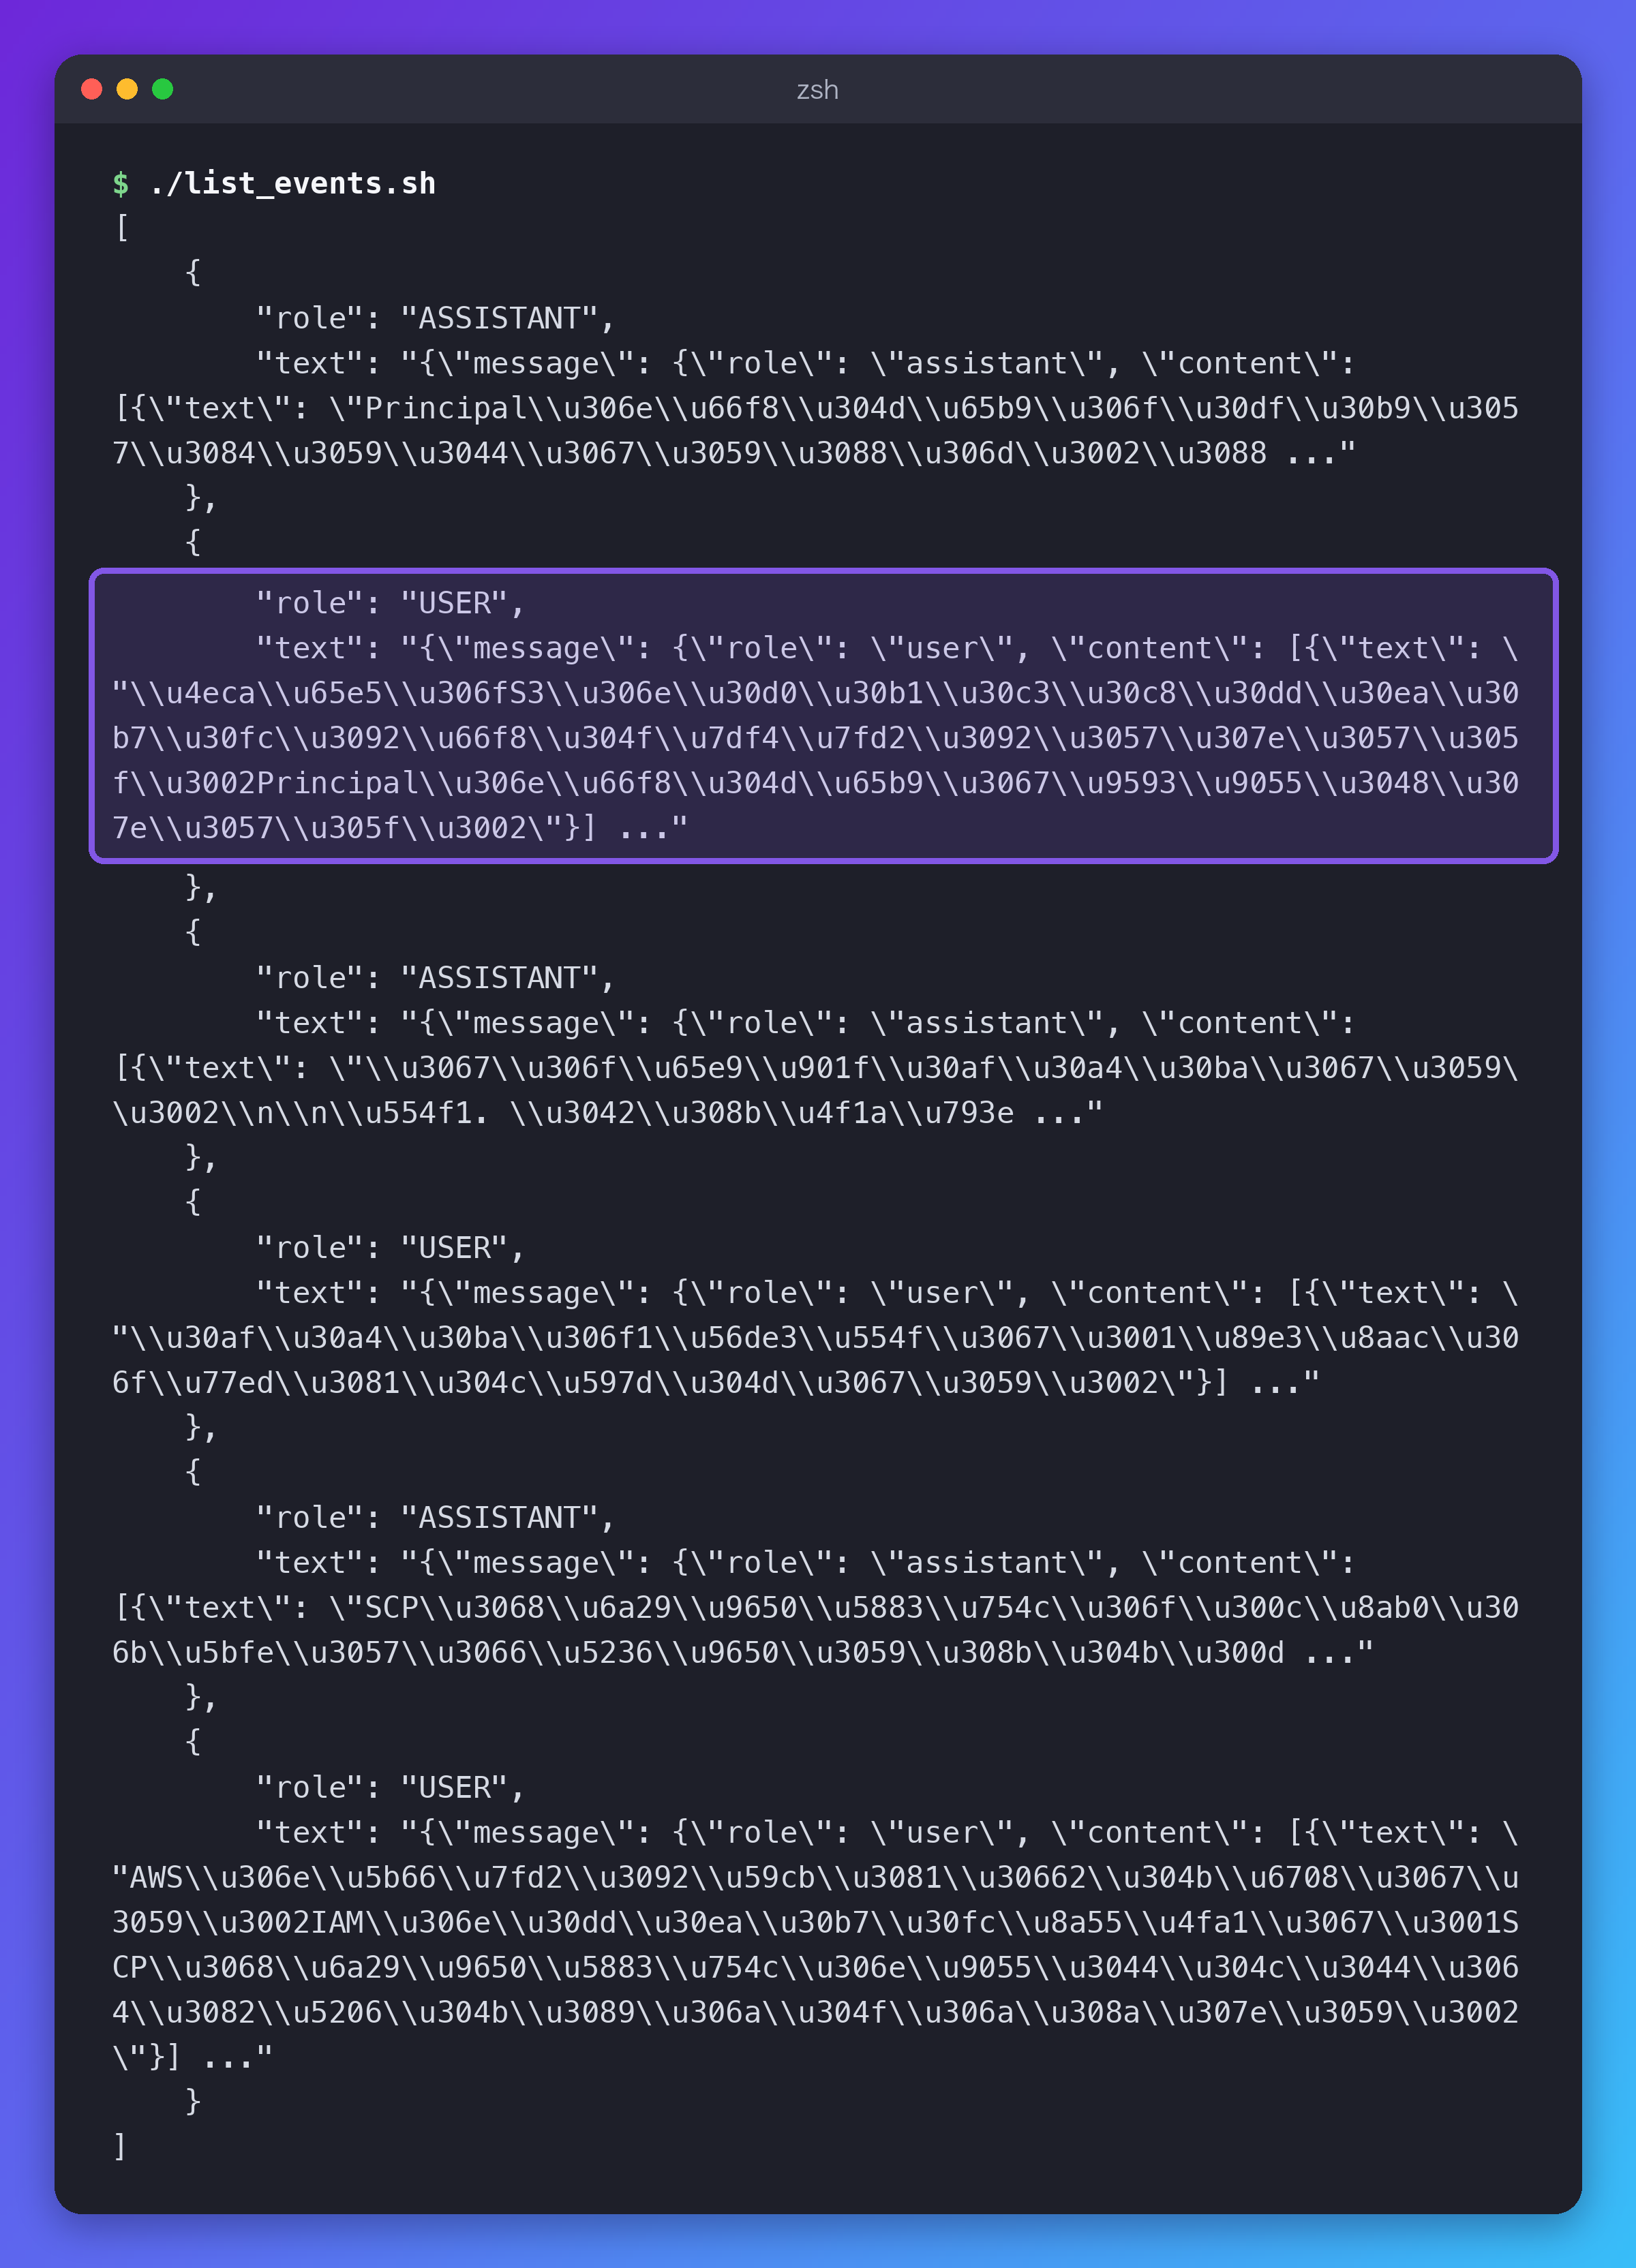 zsh
$ ./list_events.sh
[
    {
        "role": "ASSISTANT",
        "text": "{\"message\": {\"role\": \"assistant\", \"content\":
[{\"text\": \"Principal\\u306e\\u66f8\\u304d\\u65b9\\u306f\\u30df\\u30b9\\u305
7\\u3084\\u3059\\u3044\\u3067\\u3059\\u3088\\u306d\\u3002\\u3088 ..."
    },
    {
        "role": "USER",
        "text": "{\"message\": {\"role\": \"user\", \"content\": [{\"text\": \
"\\u4eca\\u65e5\\u306fS3\\u306e\\u30d0\\u30b1\\u30c3\\u30c8\\u30dd\\u30ea\\u30
b7\\u30fc\\u3092\\u66f8\\u304f\\u7df4\\u7fd2\\u3092\\u3057\\u307e\\u3057\\u305
f\\u3002Principal\\u306e\\u66f8\\u304d\\u65b9\\u3067\\u9593\\u9055\\u3048\\u30
7e\\u3057\\u305f\\u3002\"}] ..."
    },
    {
        "role": "ASSISTANT",
        "text": "{\"message\": {\"role\": \"assistant\", \"content\":
[{\"text\": \"\\u3067\\u306f\\u65e9\\u901f\\u30af\\u30a4\\u30ba\\u3067\\u3059\
\u3002\\n\\n\\u554f1. \\u3042\\u308b\\u4f1a\\u793e ..."
    },
    {
        "role": "USER",
        "text": "{\"message\": {\"role\": \"user\", \"content\": [{\"text\": \
"\\u30af\\u30a4\\u30ba\\u306f1\\u56de3\\u554f\\u3067\\u3001\\u89e3\\u8aac\\u30
6f\\u77ed\\u3081\\u304c\\u597d\\u304d\\u3067\\u3059\\u3002\"}] ..."
    },
    {
        "role": "ASSISTANT",
        "text": "{\"message\": {\"role\": \"assistant\", \"content\":
[{\"text\": \"SCP\\u3068\\u6a29\\u9650\\u5883\\u754c\\u306f\\u300c\\u8ab0\\u30
6b\\u5bfe\\u3057\\u3066\\u5236\\u9650\\u3059\\u308b\\u304b\\u300d ..."
    },
    {
        "role": "USER",
        "text": "{\"message\": {\"role\": \"user\", \"content\": [{\"text\": \
"AWS\\u306e\\u5b66\\u7fd2\\u3092\\u59cb\\u3081\\u30662\\u304b\\u6708\\u3067\\u
3059\\u3002IAM\\u306e\\u30dd\\u30ea\\u30b7\\u30fc\\u8a55\\u4fa1\\u3067\\u3001S
CP\\u3068\\u6a29\\u9650\\u5883\\u754c\\u306e\\u9055\\u3044\\u304c\\u3044\\u306
4\\u3082\\u5206\\u304b\\u3089\\u306a\\u304f\\u306a\\u308a\\u307e\\u3059\\u3002
\"}] ..."
    }
]